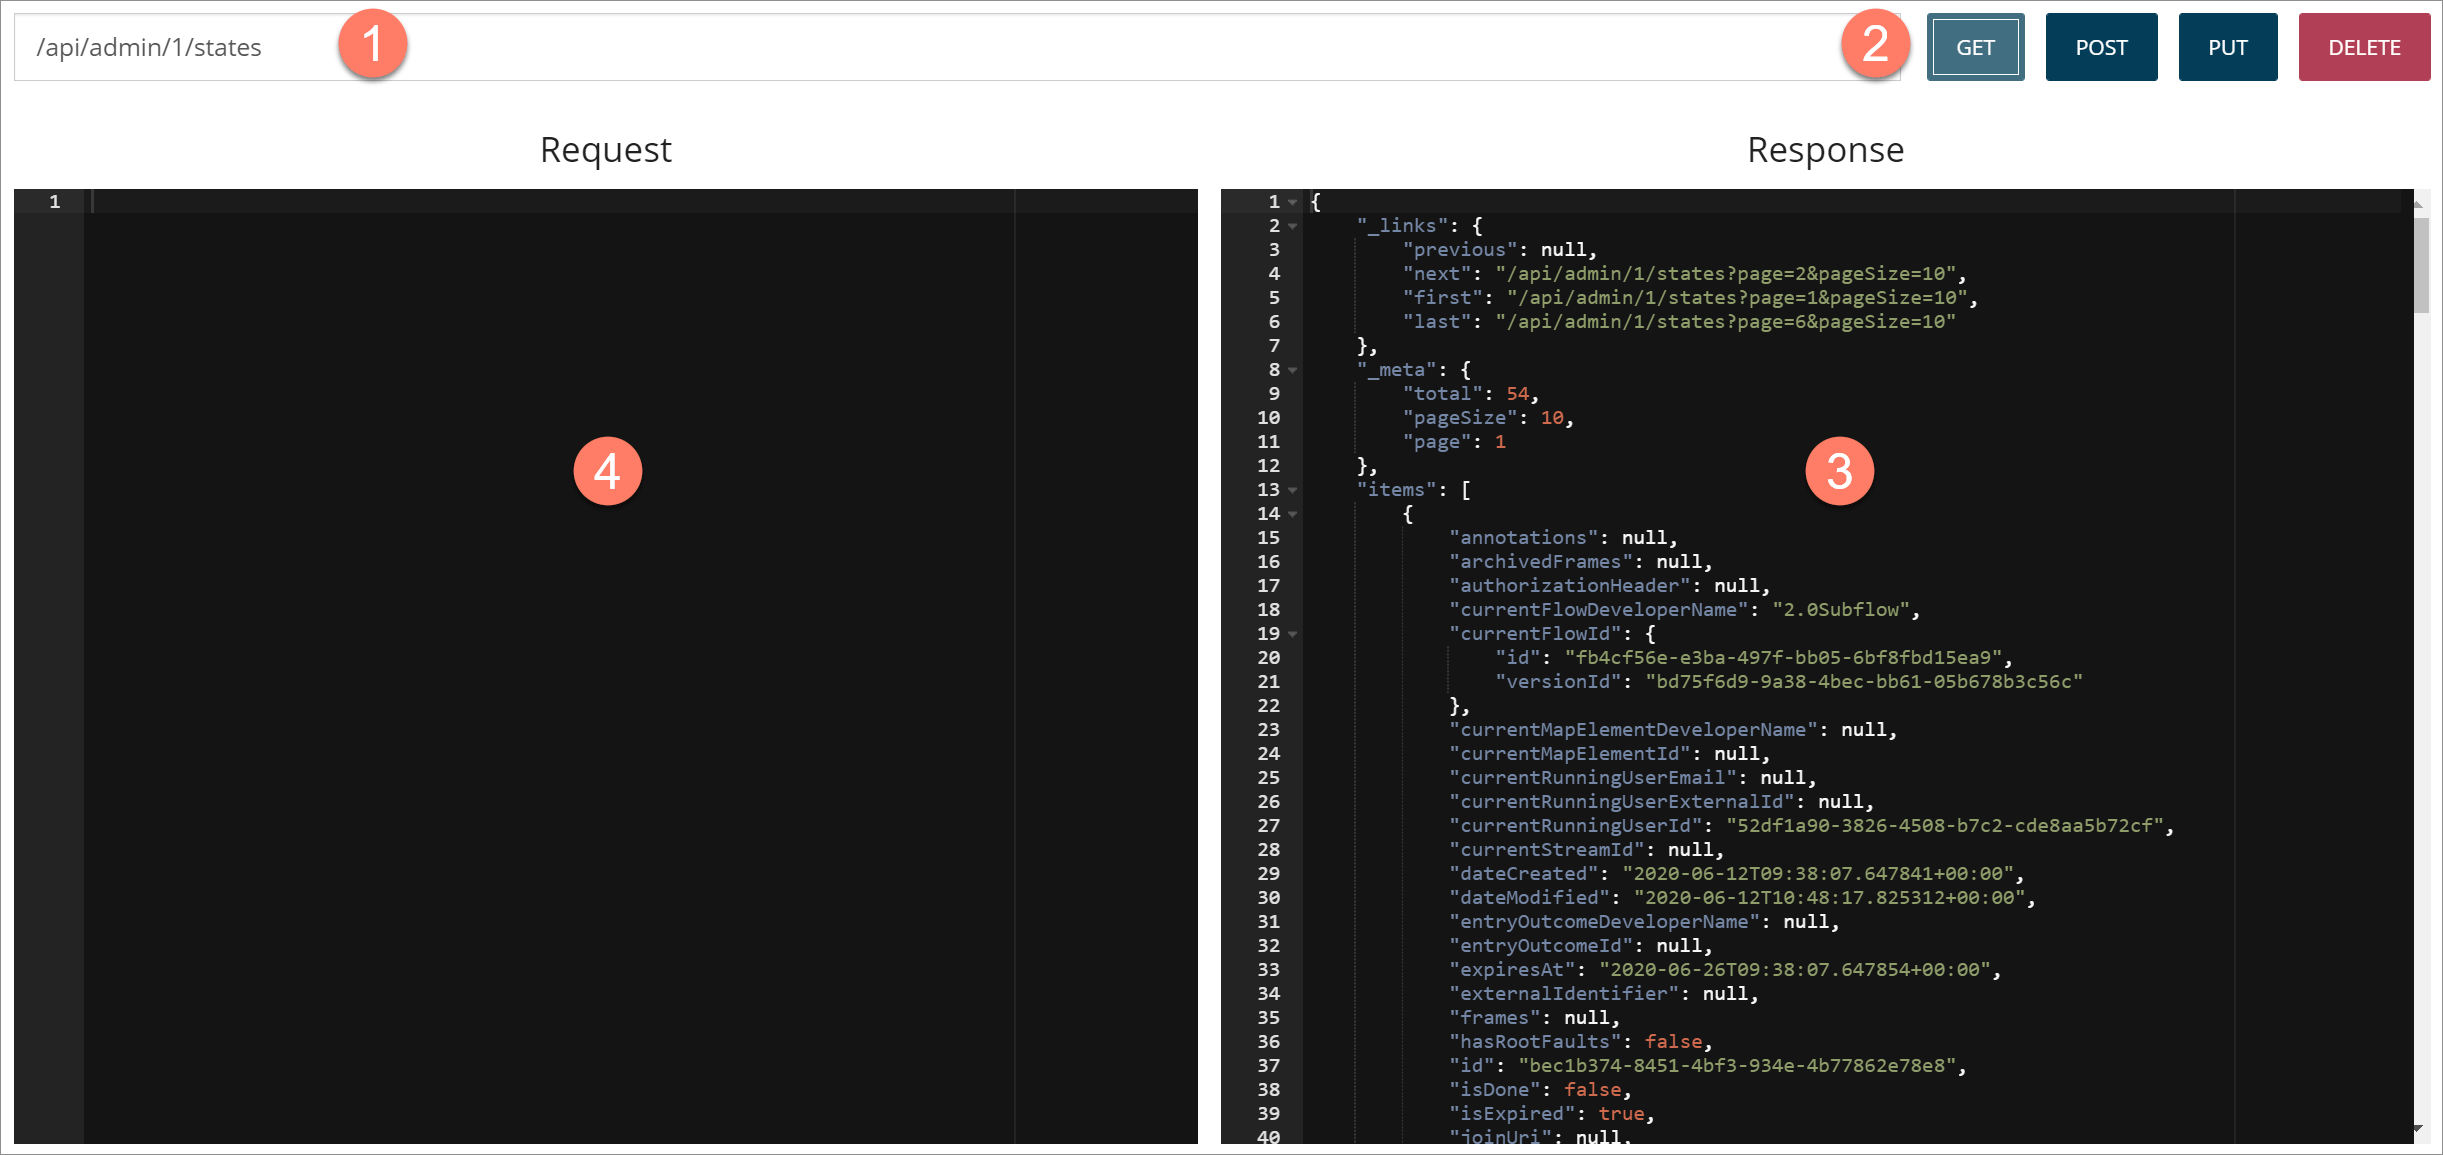 /api/admin/1/states 1 2 GET POST PUT DELETE
Request
Response
1
4
1 {
2 "_links": {
3 "previous": null,
4 "next": "/api/admin/1/states?page=2&pageSize=10",
5 "first": "/api/admin/1/states?page=1&pageSize=10",
6 "last": "/api/admin/1/states?page=6&pageSize=10"
7 },
8 "_meta": {
9 "total": 54,
10 "pageSize": 10,
11 "page": 1
12 },
3
13 "items": [
14 {
15 "annotations": null,
16 "archivedFrames": null,
17 "authorizationHeader": null,
18 "currentFlowDeveloperName": "2.0Subflow",
19 "currentFlowId": {
20 "id": "fb4cf56e-e3ba-497f-bb05-6bf8fbd15ea9",
21 "versionId": "bd75f6d9-9a38-4bec-bb61-05b678b3c56c"
22 },
23 "currentMapElementDeveloperName": null,
24 "currentMapElementId": null,
25 "currentRunningUserEmail": null,
26 "currentRunningUserExternalId": null,
27 "currentRunningUserId": "52df1a90-3826-4508-b7c2-cde8aa5b72cf",
28 "currentStreamId": null,
29 "dateCreated": "2020-06-12T09:38:07.647841+00:00",
30 "dateModified": "2020-06-12T10:48:17.825312+00:00",
31 "entryOutcomeDeveloperName": null,
32 "entryOutcomeId": null,
33 "expiresAt": "2020-06-26T09:38:07.647854+00:00",
34 "externalIdentifier": null,
35 "frames": null,
36 "hasRootFaults": false,
37 "id": "bec1b374-8451-4bf3-934e-4b77862e78e8",
38 "isDone": false,
39 "isExpired": true,
40 "joinUri": null,